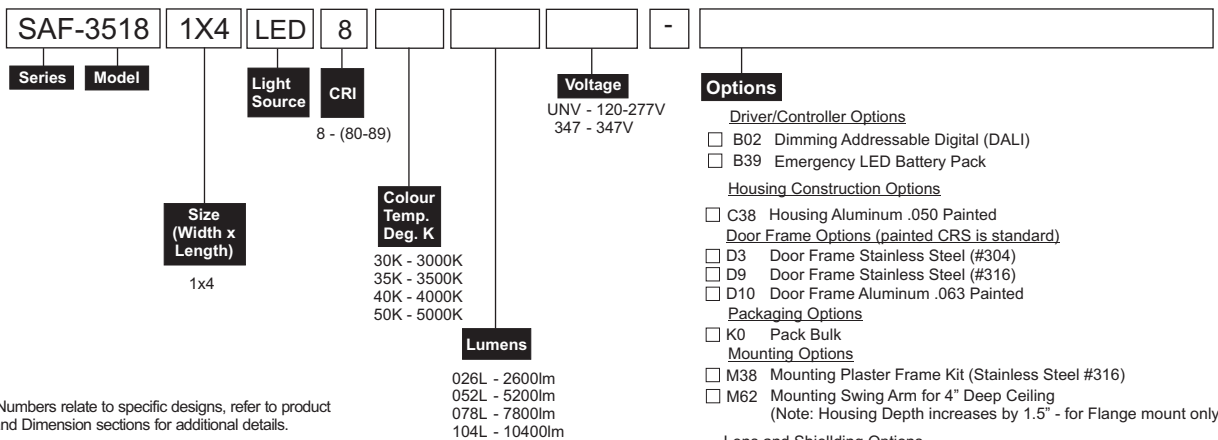 SAF-3518 1X4 LED 8 -
Series Model
Light Source
CRI
8 - (80-89)
Voltage
UNV - 120-277V
347 - 347V
Size
(Width x
Length)
1x4
Colour
Temp.
Deg. K
30K - 3000K
35K - 3500K
40K - 4000K
50K - 5000K
Lumens
026L - 2600lm
052L - 5200lm
078L - 7800lm
104L - 10400lm
Numbers relate to specific designs, refer to product
and Dimension sections for additional details.
Options
Driver/Controller Options
B02 Dimming Addressable Digital (DALI)
B39 Emergency LED Battery Pack
Housing Construction Options
C38 Housing Aluminum .050 Painted
Door Frame Options (painted CRS is standard)
D3 Door Frame Stainless Steel (#304)
D9 Door Frame Stainless Steel (#316)
D10 Door Frame Aluminum .063 Painted
Packaging Options
K0 Pack Bulk
Mounting Options
M38 Mounting Plaster Frame Kit (Stainless Steel #316)
M62 Mounting Swing Arm for 4” Deep Ceiling
(Note: Housing Depth increases by 1.5” - for Flange mount only
Lens and Shiellding Options